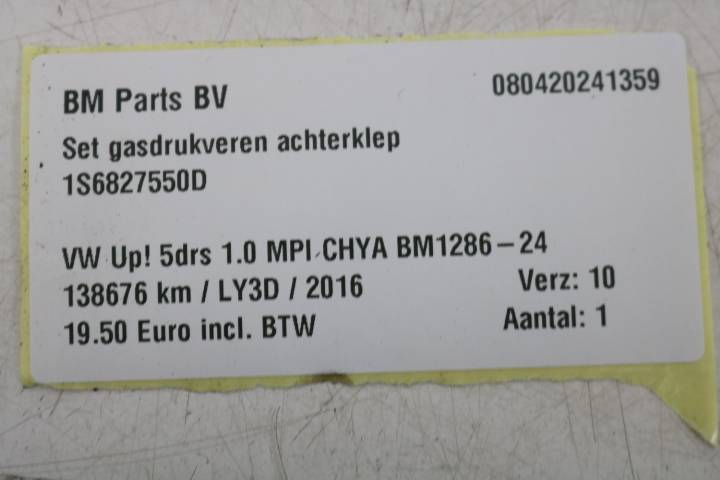 BM Parts BV 080420241359
Set gasdrukveren achterklep
1S6827550D
VW Up! 5drs 1.0 MPI CHYA BM1286-24
138676 km / LY3D / 2016 Verz: 10
19.50 Euro incl. BTW Aantal: 1